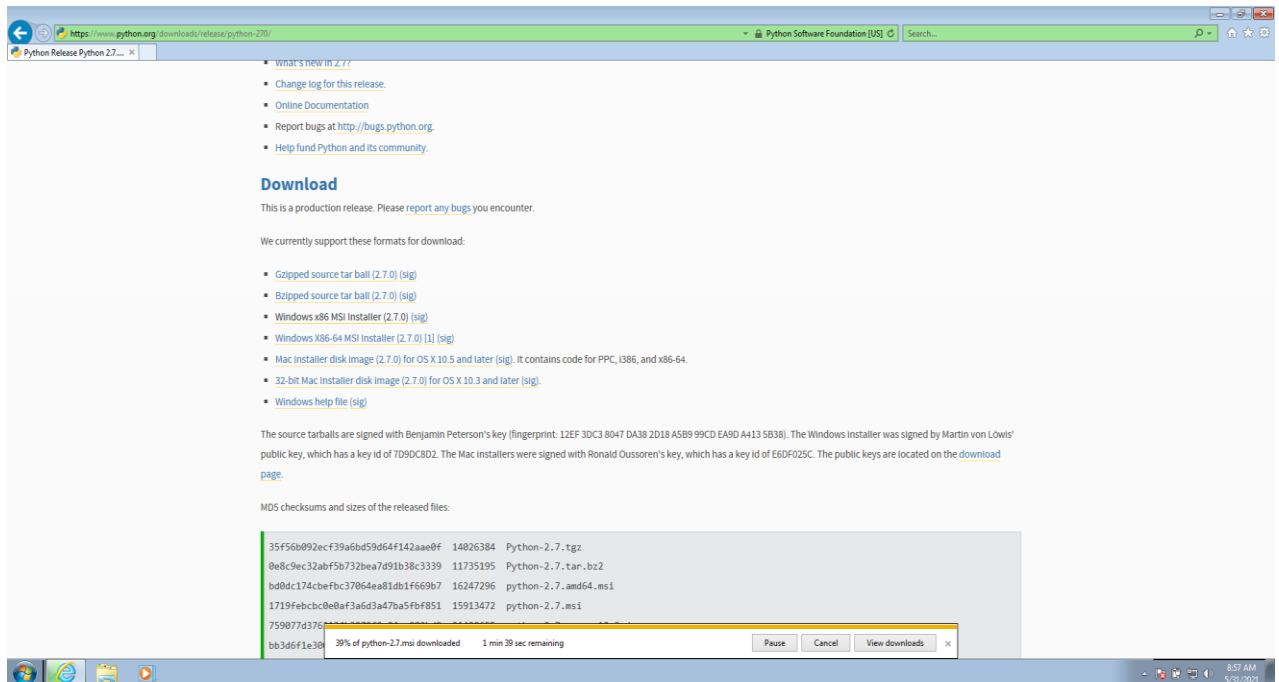 https://www.python.org/downloads/release/python-270/
Python Software Foundation [US]
Search...
Python Release Python 2.7....
What's new in 2.7?
Change log for this release.
Online Documentation
Report bugs at http://bugs.python.org.
Help fund Python and its community.
Download
This is a production release. Please report any bugs you encounter.
We currently support these formats for download:
Gzipped source tar ball (2.7.0) (sig)
Bzipped source tar ball (2.7.0) (sig)
Windows x86 MSI Installer (2.7.0) (sig)
Windows X86-64 MSI Installer (2.7.0) [1] (sig)
Mac Installer disk image (2.7.0) for OS X 10.5 and later (sig). It contains code for PPC, i386, and x86-64.
32-bit Mac Installer disk image (2.7.0) for OS X 10.3 and later (sig).
Windows help file (sig)
The source tarballs are signed with Benjamin Peterson's key (fingerprint: 12EF 3DC3 8047 DA38 2D18 A5B9 99CD EA9D A413 5B38). The Windows installer was signed by Martin von Löwis'
public key, which has a key id of 7D9DC8D2. The Mac installers were signed with Ronald Oussoren's key, which has a key id of E6DF025C. The public keys are located on the download
page.
MD5 checksums and sizes of the released files:
35f56b092ecf39a6bd59d64f142aae0f 14026384 Python-2.7.tgz
0e8c9ec32abf5b732bea7d91b38c3339 11735195 Python-2.7.tar.bz2
bd0dc174cbefbc37064ea81db1f669b7 16247296 python-2.7.amd64.msi
1719febcbc0e0af3a6d3a47ba5fbf851 15913472 python-2.7.msi
759077d376
bb3d6f1e30
39% of python-2.7.msi downloaded 1 min 39 sec remaining
Pause
Cancel
View downloads
8:57 AM
5/31/2021